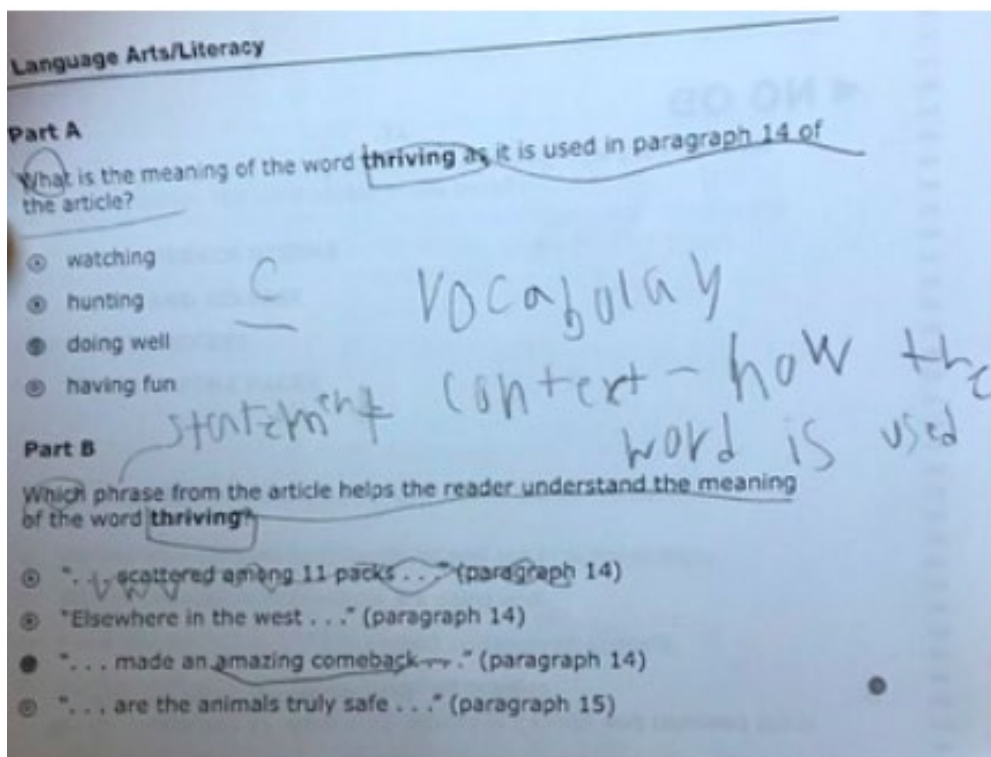 Language Arts/Literacy
Part A
What is the meaning of the word thriving as it is used in paragraph 14 of
the article?
watching
hunting
doing well
having fun
C
vocabolay
statement context - how the
word is used
Part B
Which phrase from the article helps the reader understand the meaning
of the word thriving?
". . . scattered among 11 packs . . ." (paragraph 14)
"Elsewhere in the west . . ." (paragraph 14)
". . . made an amazing comeback . . ." (paragraph 14)
". . . are the animals truly safe . . ." (paragraph 15)